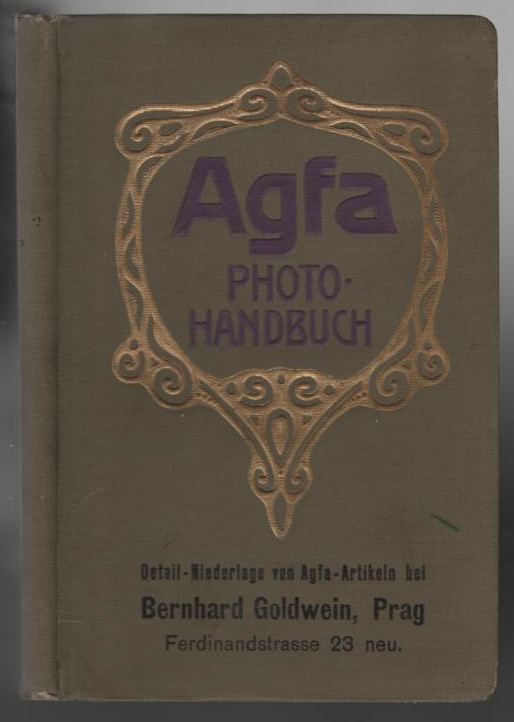 Agfa
PHOTO-
HANDBUCH
Detail-Niederlage von Agfa-Artikeln bei
Bernhard Goldwein, Prag
Ferdinandstrasse 23 neu.